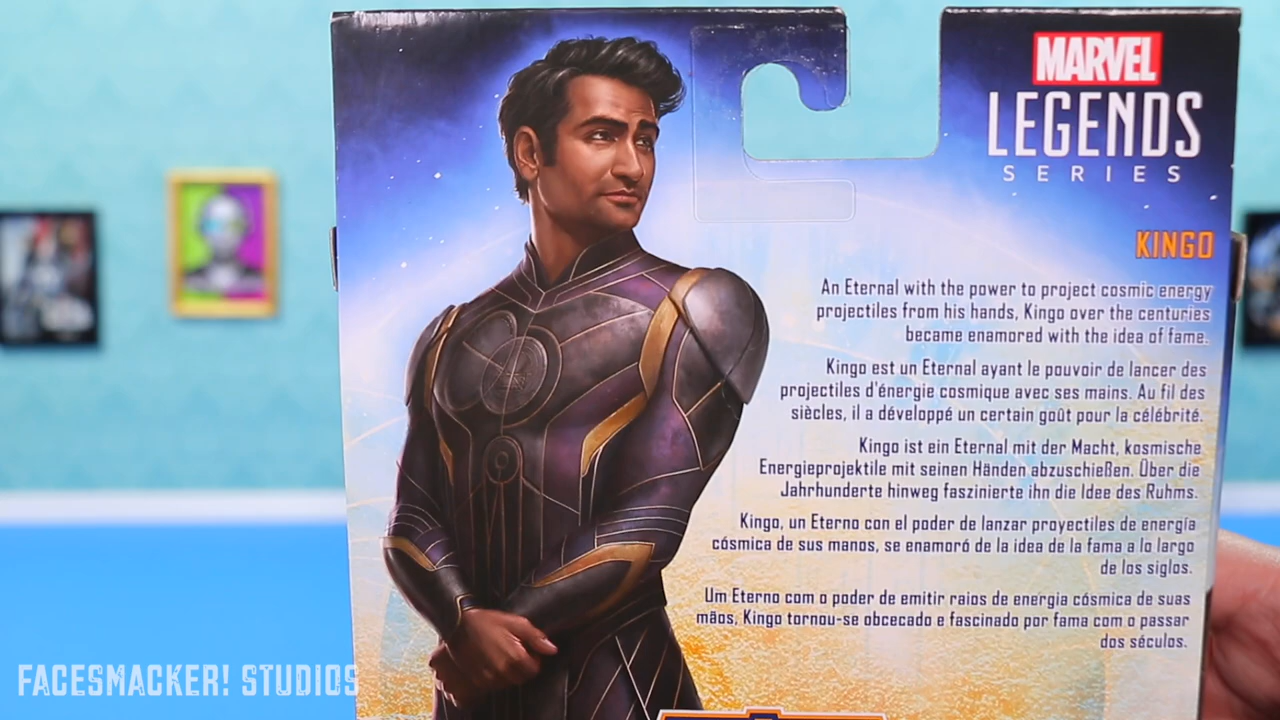 MARVEL
LEGENDS
SERIES
KINGO
An Eternal with the power to project cosmic energy
projectiles from his hands, Kingo over the centuries
became enamored with the idea of fame.
Kingo est un Eternal ayant le pouvoir de lancer des
projectiles d'énergie cosmique avec ses mains. Au fil des
siècles, il a développé un certain goût pour la célébrité.
Kingo ist ein Eternal mit der Macht, kosmische
Energieprojektile mit seinen Händen abzuschießen. Über die
Jahrhunderte hinweg faszinierte ihn die Idee des Ruhms.
Kingo, un Eterno con el poder de lanzar proyectiles de energía
cósmica de sus manos, se enamoró de la idea de la fama a lo largo
de los siglos.
Um Eterno com o poder de emitir raios de energia cósmica de suas
mãos, Kingo tornou-se obcecado e fascinado por fama com o passar
dos séculos.
FACESMACKER! STUDIOS